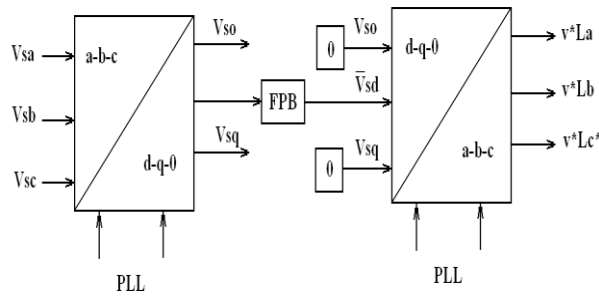 Vsa
Vsb
Vsc
a-b-c
d-q-0
PLL
Vso
Vsq
FPB
V̄sd
0
Vso
0
Vsq
d-q-0
a-b-c
PLL
v*La
v*Lb
v*Lc*